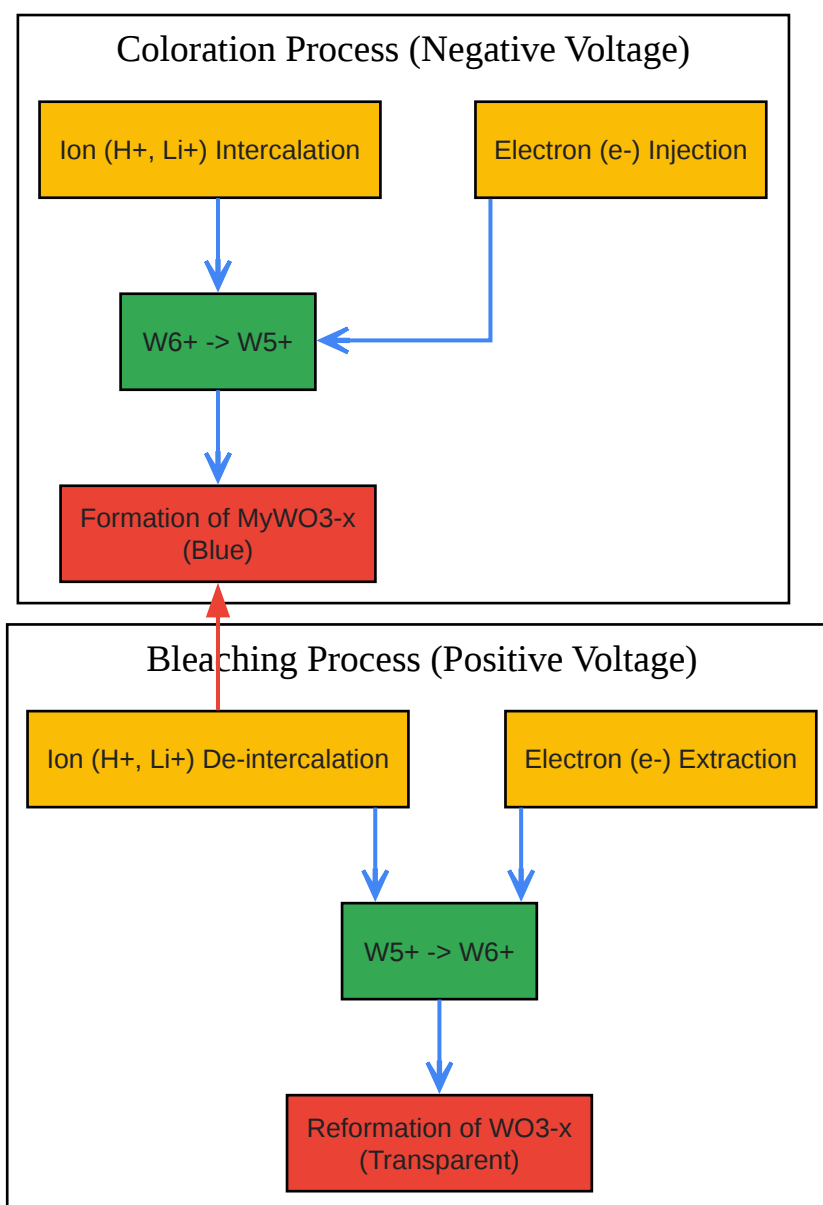 Coloration Process (Negative Voltage)
Ion (H+, Li+) Intercalation
Electron (e-) Injection
W6+ -> W5+
Formation of MyWO3-x
(Blue)
Bleaching Process (Positive Voltage)
Ion (H+, Li+) De-intercalation
Electron (e-) Extraction
W5+ -> W6+
Reformation of WO3-x
(Transparent)